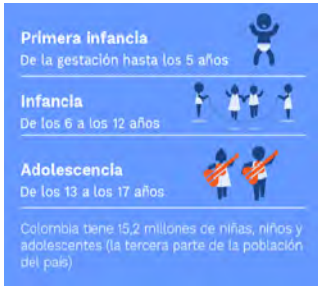 Primera infancia
De la gestación hasta los 5 años
Infancia
De los 6 a los 12 años
Adolescencia
De los 13 a los 17 años
Colombia tiene 15,2 millones de niñas, niños y
adolescentes (la tercera parte de la población
del país)